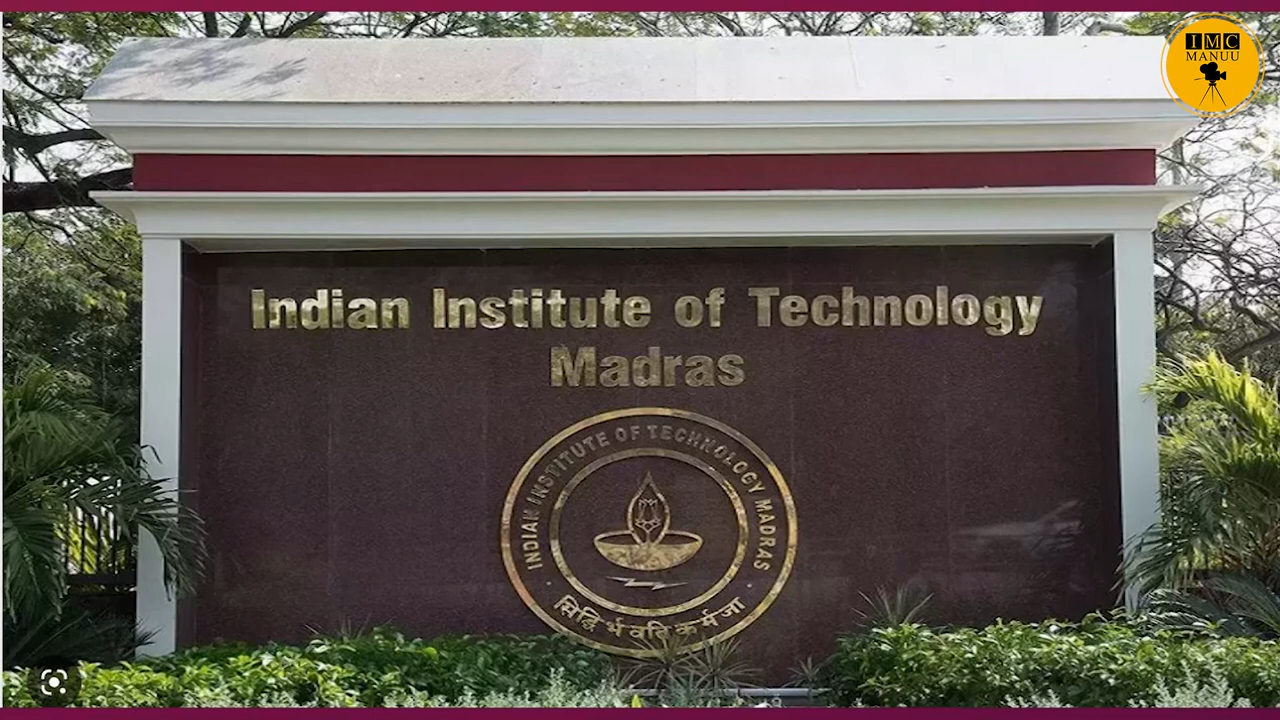 IMC
MANUU
Indian Institute of Technology
Madras
INDIAN INSTITUTE OF TECHNOLOGY MADRAS
सिद्धिर्भवति कर्मजा